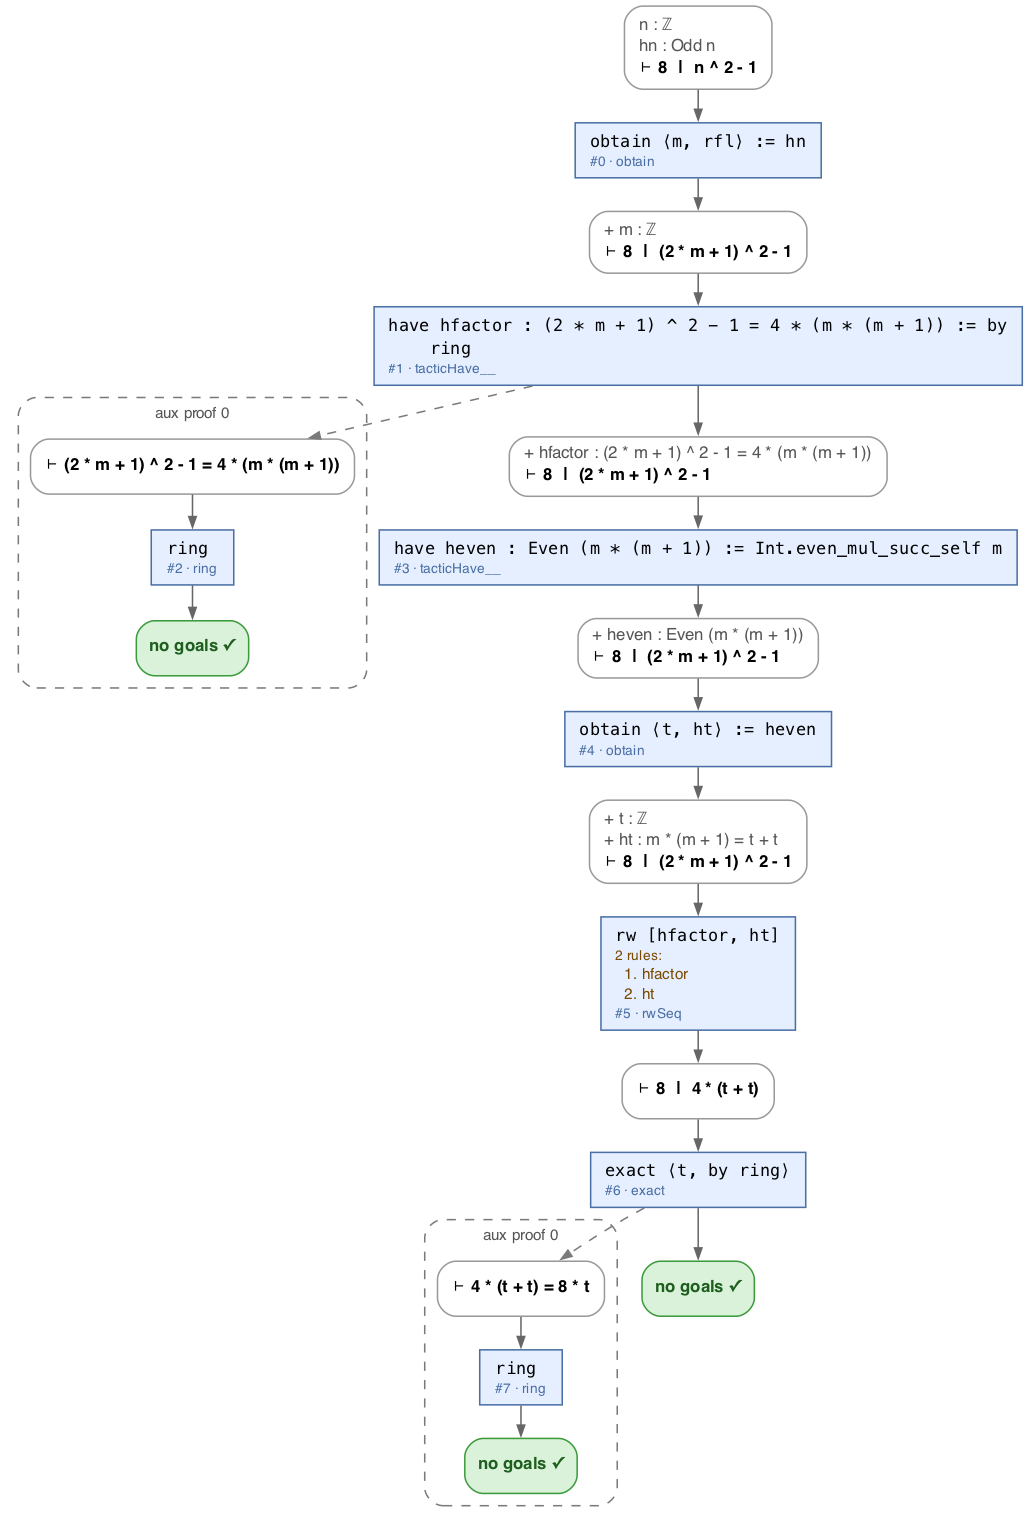 n : ℤ
hn : Odd n
⊢ 8 ∣ n ^ 2 - 1
obtain ⟨m, rfl⟩ := hn
#0 · obtain
+ m : ℤ
⊢ 8 ∣ (2 * m + 1) ^ 2 - 1
have hfactor : (2 * m + 1) ^ 2 - 1 = 4 * (m * (m + 1)) := by
ring
#1 · tacticHave__
aux proof 0
⊢ (2 * m + 1) ^ 2 - 1 = 4 * (m * (m + 1))
ring
#2 · ring
no goals ✓
+ hfactor : (2 * m + 1) ^ 2 - 1 = 4 * (m * (m + 1))
⊢ 8 ∣ (2 * m + 1) ^ 2 - 1
have heven : Even (m * (m + 1)) := Int.even_mul_succ_self m
#3 · tacticHave__
+ heven : Even (m * (m + 1))
⊢ 8 ∣ (2 * m + 1) ^ 2 - 1
obtain ⟨t, ht⟩ := heven
#4 · obtain
+ t : ℤ
+ ht : m * (m + 1) = t + t
⊢ 8 ∣ (2 * m + 1) ^ 2 - 1
rw [hfactor, ht]
2 rules:
1. hfactor
2. ht
#5 · rwSeq
⊢ 8 ∣ 4 * (t + t)
exact ⟨t, by ring⟩
#6 · exact
aux proof 0
⊢ 4 * (t + t) = 8 * t
ring
#7 · ring
no goals ✓
no goals ✓